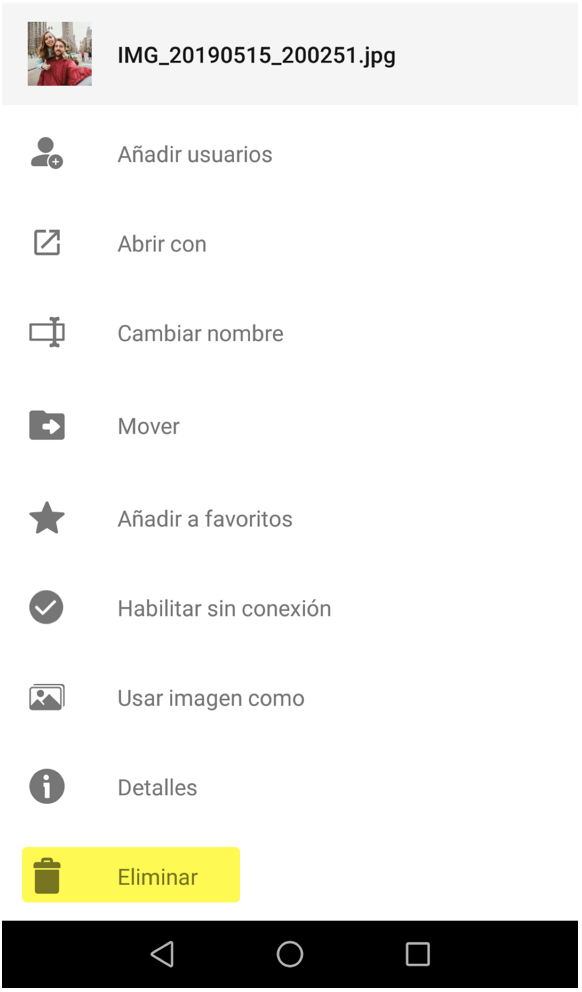 IMG_20190515_200251.jpg
Añadir usuarios
Abrir con
Cambiar nombre
Mover
Añadir a favoritos
Habilitar sin conexión
Usar imagen como
Detalles
Eliminar